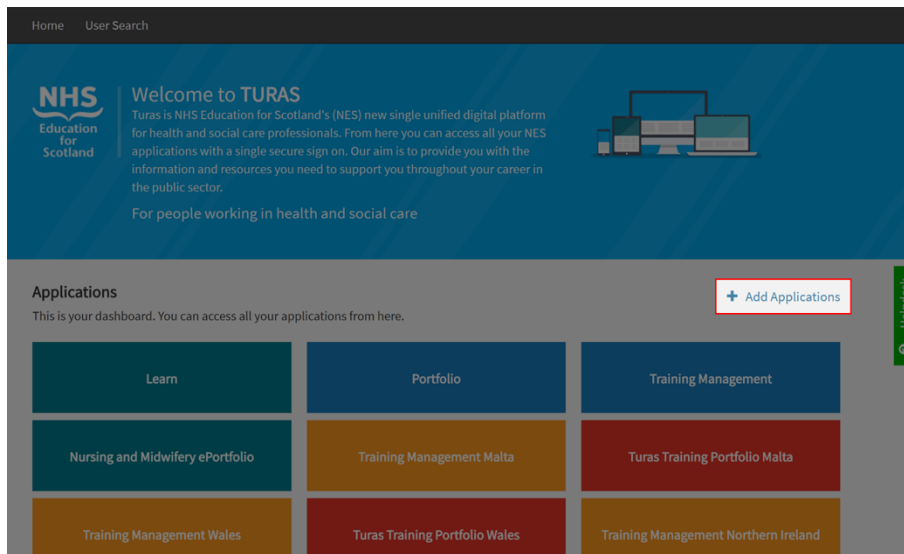 Home User Search
NHS
Education
for
Scotland
Welcome to TURAS
Turas is NHS Education for Scotland's (NES) new single unified digital platform
for health and social care professionals. From here you can access all your NES
applications with a single secure sign on. Our aim is to provide you with the
information and resources you need to support you throughout your career in
the public sector.
For people working in health and social care
Applications
+ Add Applications
This is your dashboard. You can access all your applications from here.
Learn Portfolio Training Management
Nursing and Midwifery ePortfolio Training Management Malta Turas Training Portfolio Malta
Training Management Wales Turas Training Portfolio Wales Training Management Northern Ireland